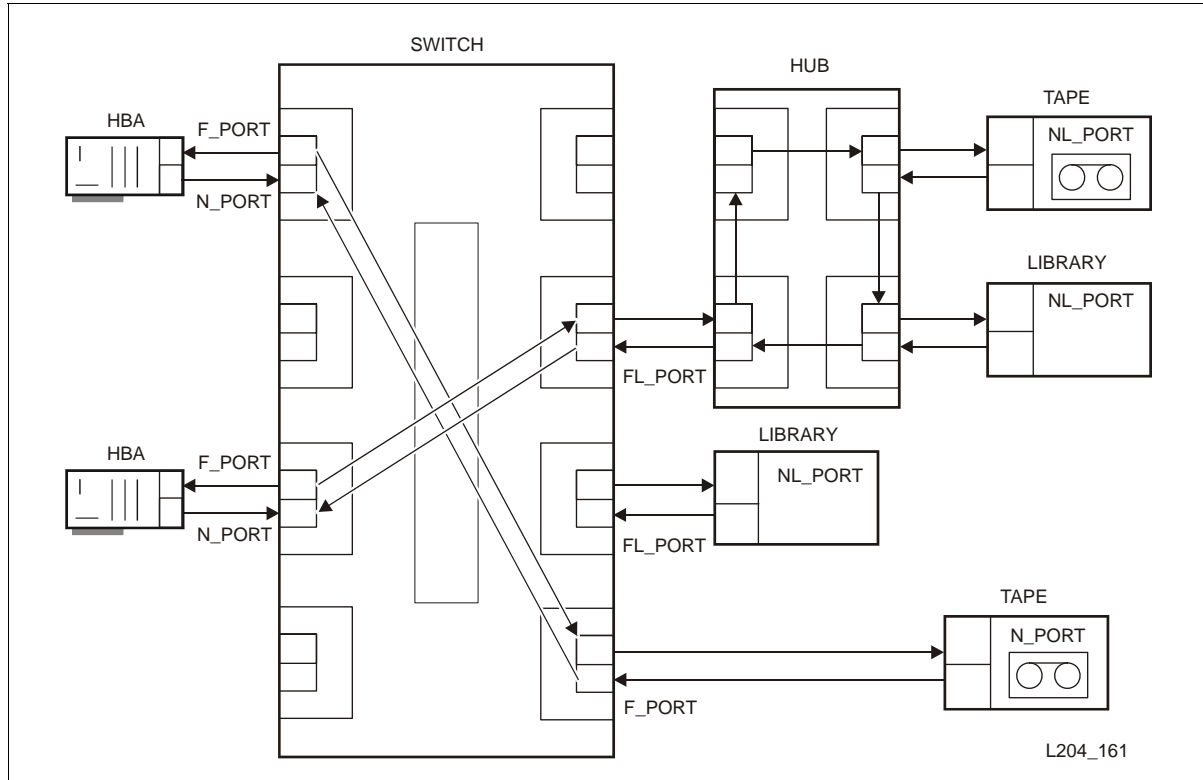 SWITCH
HUB
TAPE
NL_PORT
HBA
F_PORT
N_PORT
LIBRARY
NL_PORT
FL_PORT
LIBRARY
NL_PORT
FL_PORT
HBA
F_PORT
N_PORT
TAPE
N_PORT
F_PORT
L204_161